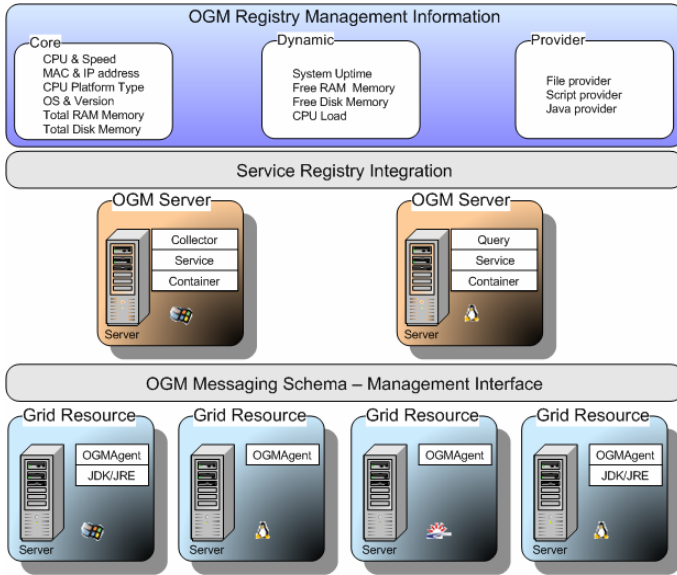 OGM Registry Management Information
Core
CPU & Speed
MAC & IP address
CPU Platform Type
OS & Version
Total RAM Memory
Total Disk Memory
Dynamic
System Uptime
Free RAM Memory
Free Disk Memory
CPU Load
Provider
File provider
Script provider
Java provider
Service Registry Integration
OGM Server
Collector
Service
Container
Server
OGM Server
Query
Service
Container
Server
OGM Messaging Schema – Management Interface
Grid Resource
OGMAgent
JDK/JRE
Server
Grid Resource
OGMAgent
Server
Grid Resource
OGMAgent
Server
Grid Resource
OGMAgent
JDK/JRE
Server